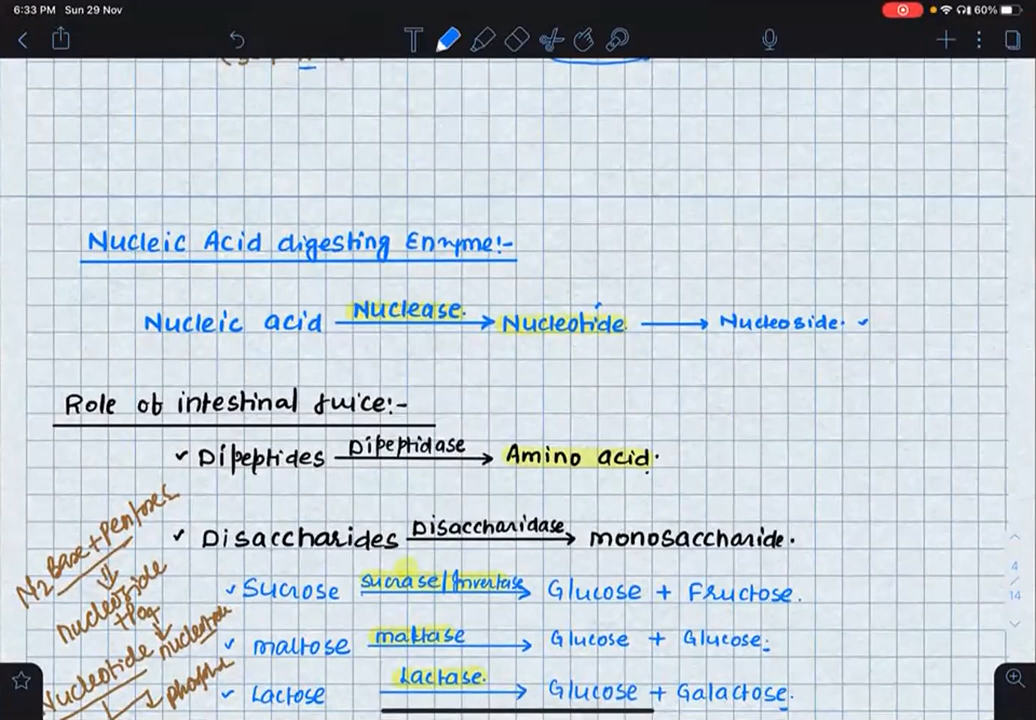 6:33 PM Sun 29 Nov
60%
Nucleic Acid digesting Enzyme:-
Nucleic acid Nuclease. Nucleotide. Nucleoside.
Role of intestinal juice:-
Dipeptides Dipeptidase Amino acid.
Disaccharides Disaccharidase monosaccharide.
Sucrose sucrase/Invertase Glucose + Fructose.
maltose maltase Glucose + Glucose.
Lactose Lactase. Glucose + Galactose.
N2 Base + Pentoses
nucleoside
Nucleotide
4
14